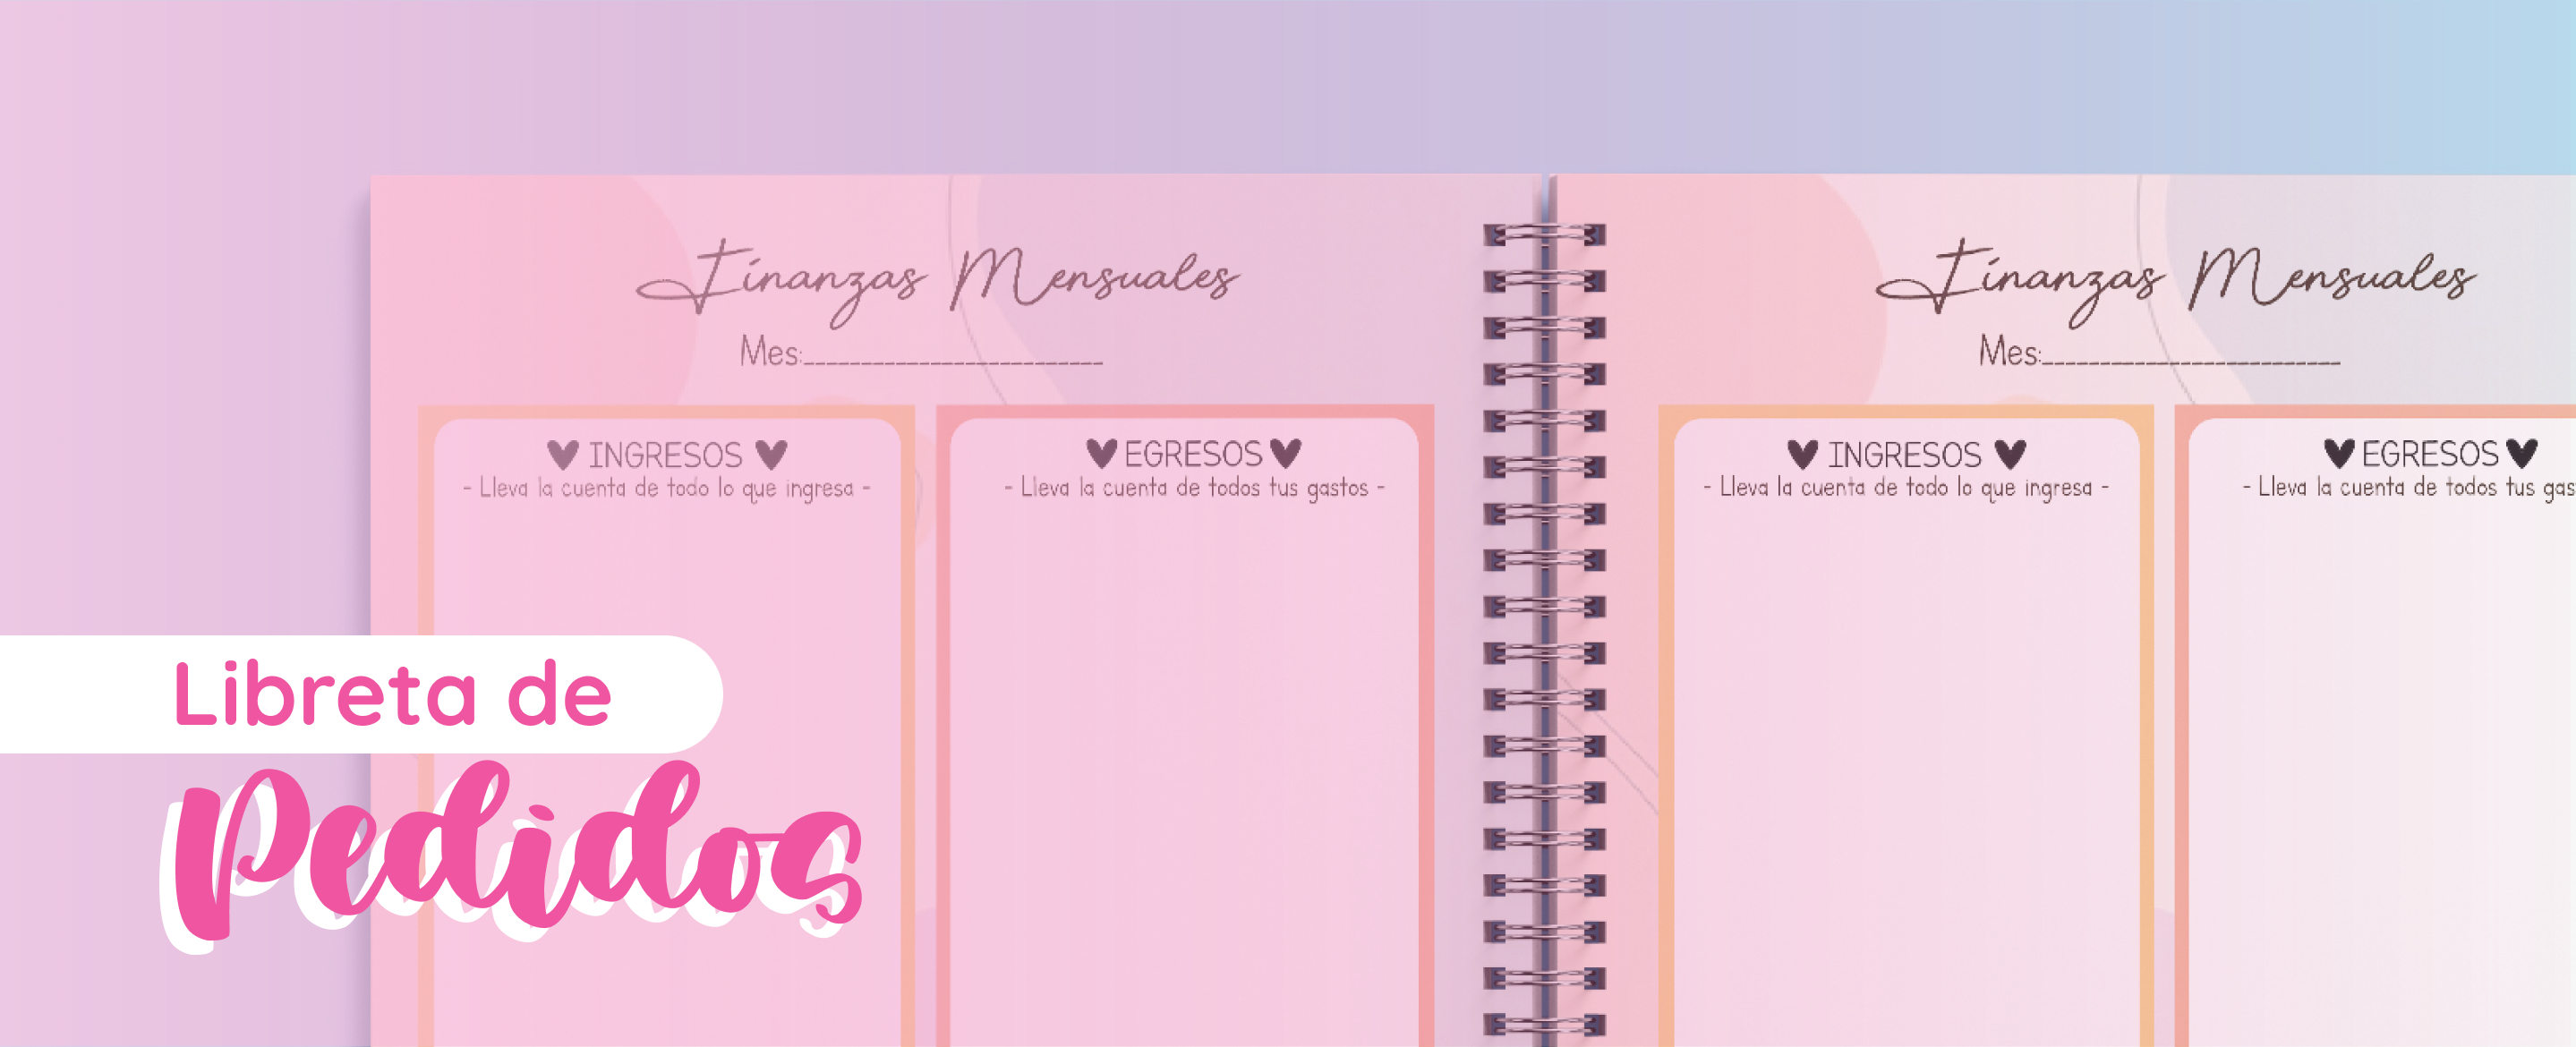 Finanzas Mensuales
Mes:_______________________
INGRESOS
- Lleva la cuenta de todo lo que ingresa -
EGRESOS
- Lleva la cuenta de todos tus gastos -
Finanzas Mensuales
Mes:_______________________
INGRESOS
- Lleva la cuenta de todo lo que ingresa -
EGRESOS
- Lleva la cuenta de todos tus gas
Libreta de
Pedidos